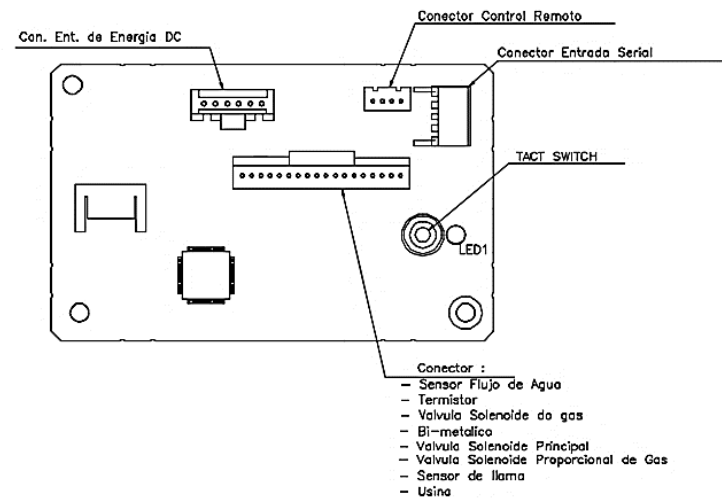 Conector Control Remoto
Con. Ent. de Energia DC
Conector Entrada Serial
TACT SWITCH
LED1
Conector :
- Sensor Flujo de Agua
- Termistor
- Valvula Solenoide do gas
- Bi-metalico
- Valvula Solenoide Principal
- Valvula Solenoide Proporcional de Gas
- Sensor de llama
- Usina